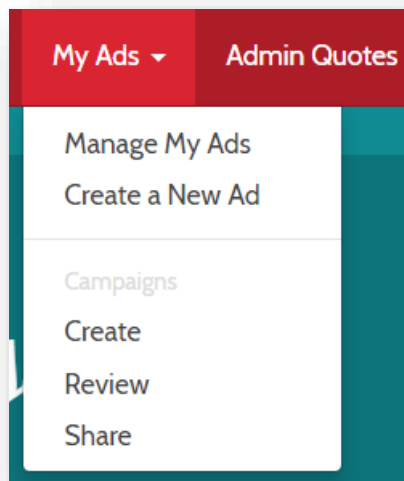 My Ads
Admin Quotes
Manage My Ads
Create a New Ad
Campaigns
Create
Review
Share